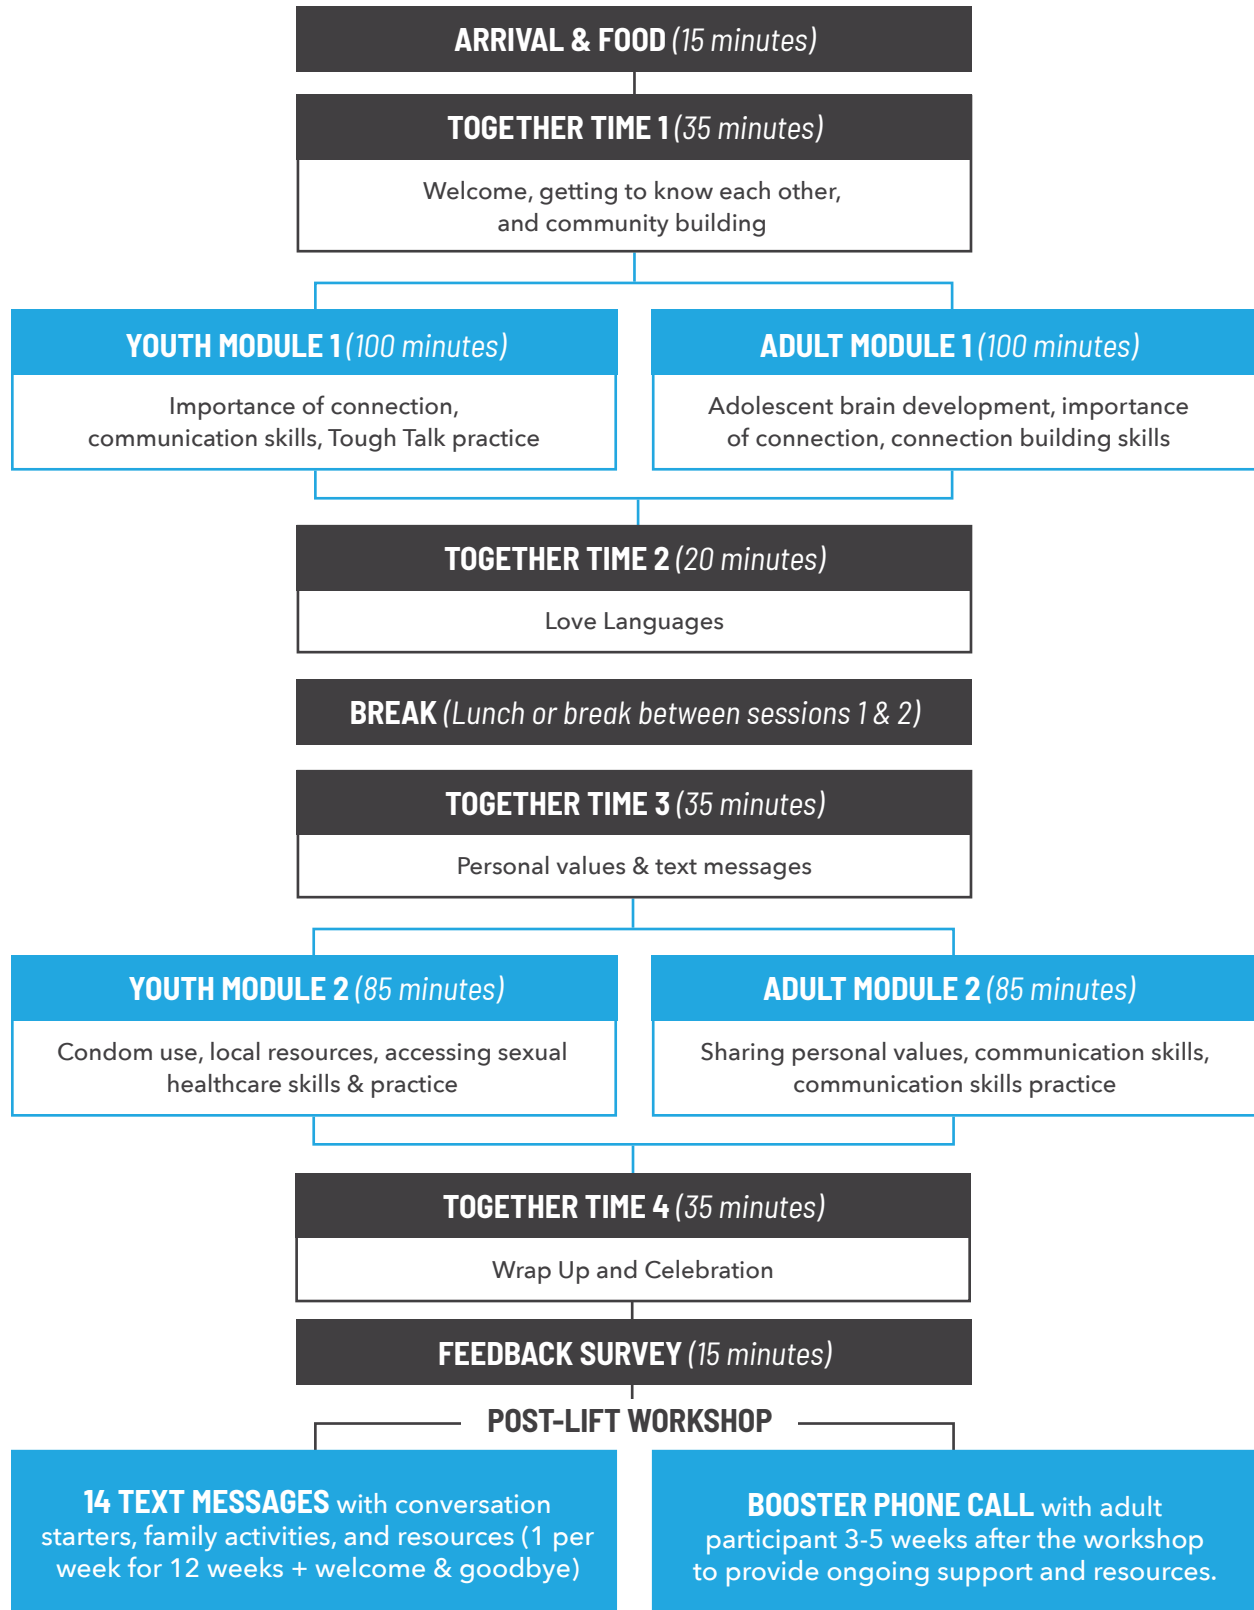 ARRIVAL & FOOD (15 minutes)
TOGETHER TIME 1 (35 minutes)
Welcome, getting to know each other,
and community building
YOUTH MODULE 1 (100 minutes)
Importance of connection,
communication skills, Tough Talk practice
ADULT MODULE 1 (100 minutes)
Adolescent brain development, importance
of connection, connection building skills
TOGETHER TIME 2 (20 minutes)
Love Languages
BREAK (Lunch or break between sessions 1 & 2)
TOGETHER TIME 3 (35 minutes)
Personal values & text messages
YOUTH MODULE 2 (85 minutes)
Condom use, local resources, accessing sexual
healthcare skills & practice
ADULT MODULE 2 (85 minutes)
Sharing personal values, communication skills,
communication skills practice
TOGETHER TIME 4 (35 minutes)
Wrap Up and Celebration
FEEDBACK SURVEY (15 minutes)
POST-LIFT WORKSHOP
14 TEXT MESSAGES with conversation
starters, family activities, and resources (1 per
week for 12 weeks + welcome & goodbye)
BOOSTER PHONE CALL with adult
participant 3-5 weeks after the workshop
to provide ongoing support and resources.